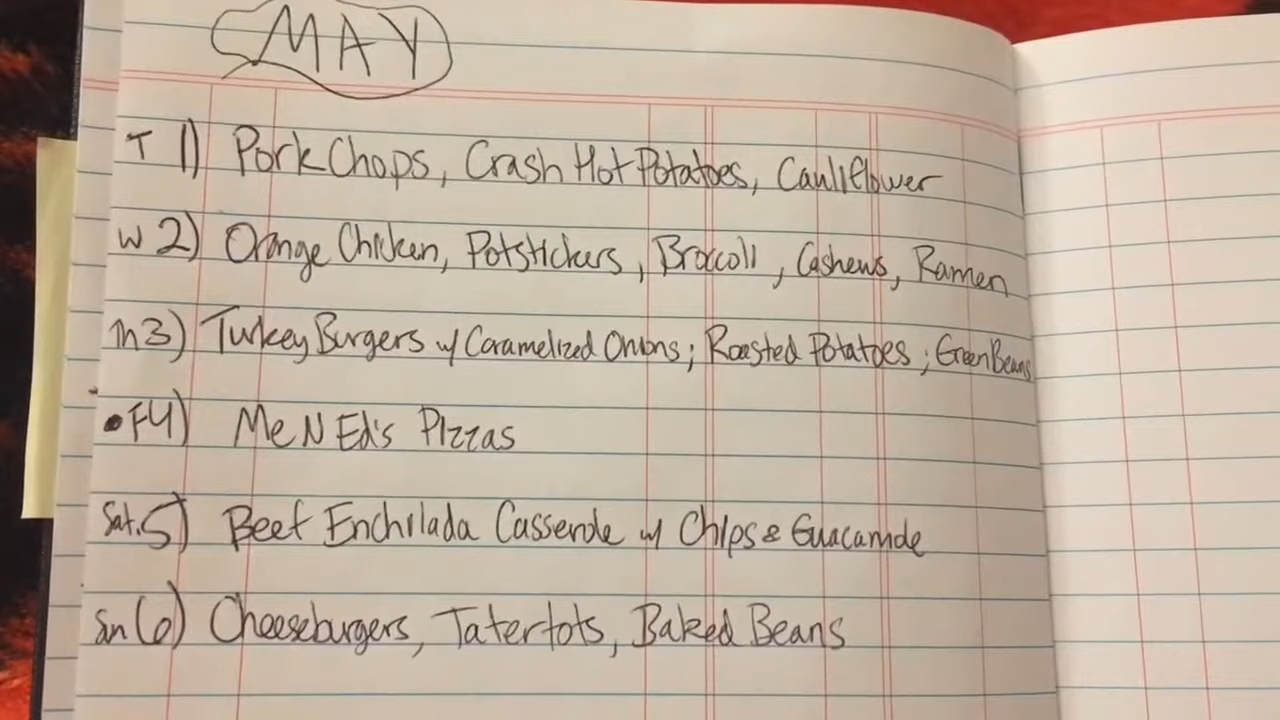 MAY
T 1) Pork Chops, Crash Hot Potatoes, Cauliflower
W 2) Orange Chicken, Potstickers, Broccoli, Cashews, Ramen
Th 3) Turkey Burgers w/ Caramelized Onions; Roasted Potatoes; Green Beans
•F 4) Me N Ed's Pizzas
Sat. 5) Beef Enchilada Casserole w/ Chips & Guacamole
Sun 6) Cheeseburgers, Tatertots, Baked Beans